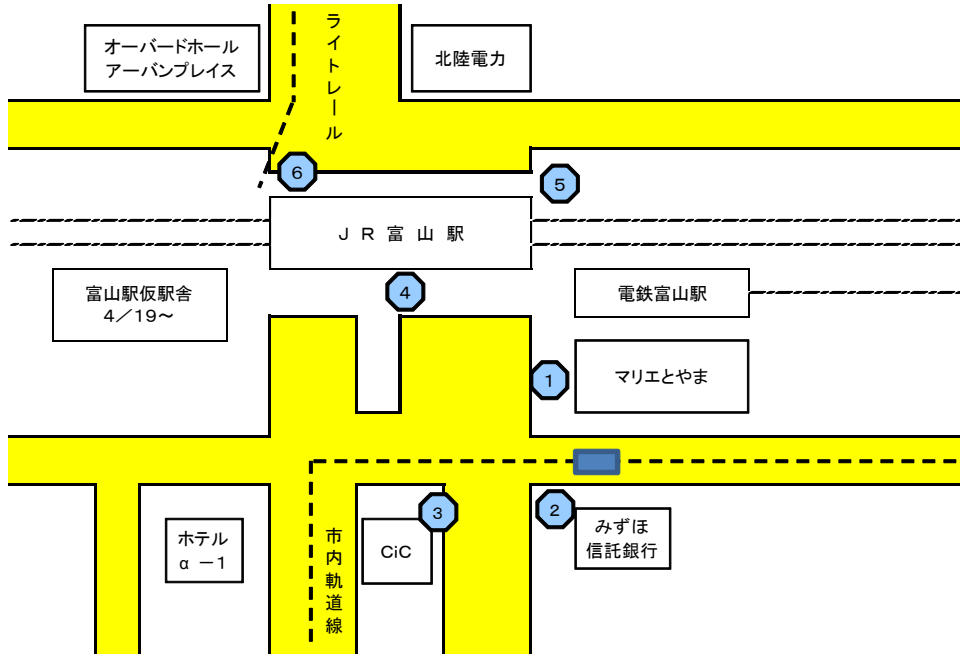 オーバードホール
アーバンプレイス
ライトレール
北陸電力
6
5
ＪＲ富山駅
富山駅仮駅舎
４／19～
4
電鉄富山駅
1
マリエとやま
ホテル
α－1
市内軌道線
CiC
3
2
みずほ
信託銀行